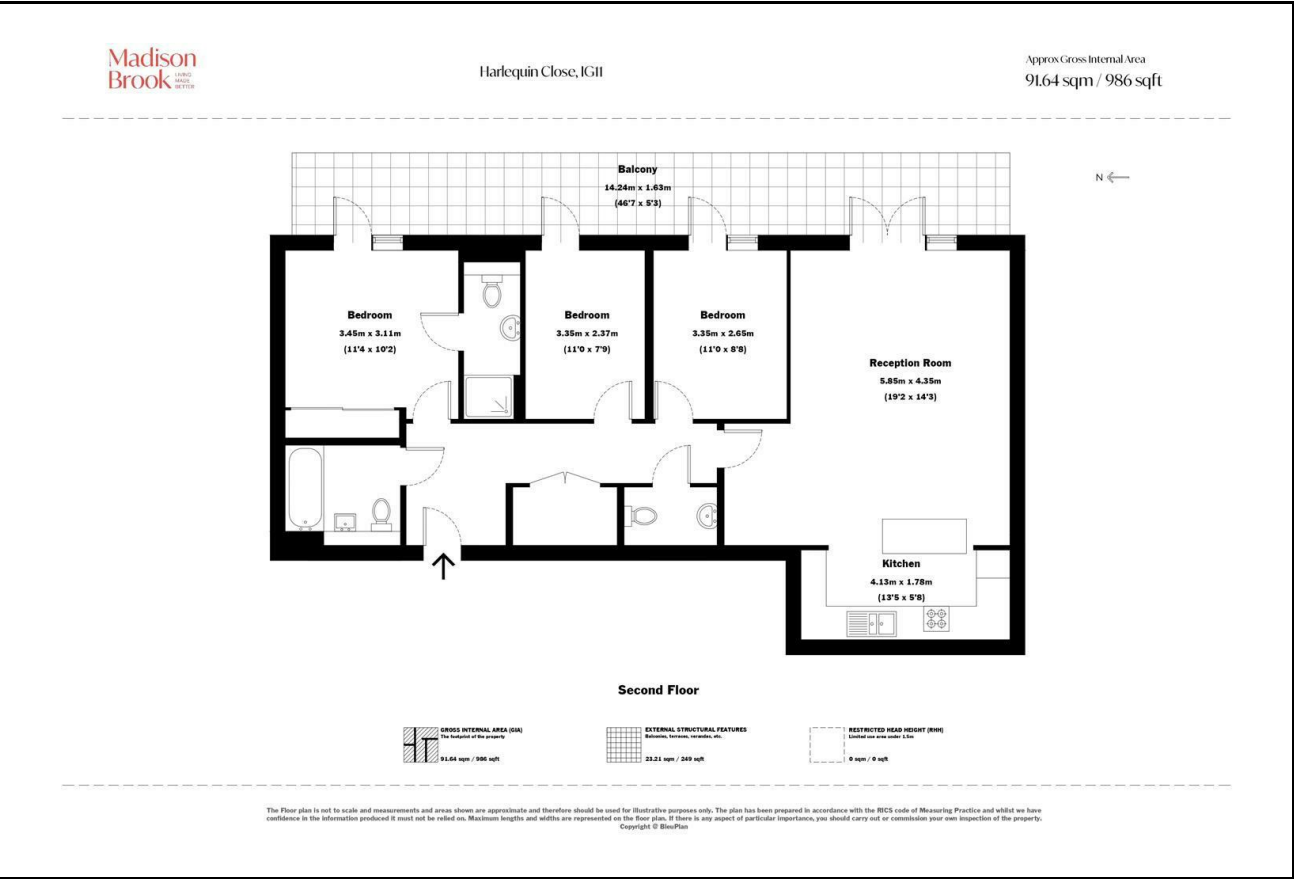 Madison
Brook
LIVING
MADE
BETTER
Harlequin Close, IG11
Approx Gross Internal Area
91.64 sqm / 986 sqft
N
Balcony
14.24m x 1.63m
(46'7 x 5'3)
Bedroom
3.45m x 3.11m
(11'4 x 10'2)
Bedroom
3.35m x 2.37m
(11'0 x 7'9)
Bedroom
3.35m x 2.65m
(11'0 x 8'8)
Reception Room
5.85m x 4.35m
(19'2 x 14'3)
Kitchen
4.13m x 1.78m
(13'5 x 5'8)
Second Floor
GROSS INTERNAL AREA (GIA)
The footprint of the property
91.64 sqm / 986 sqft
EXTERNAL STRUCTURAL FEATURES
Balconies, terraces, verandas, etc.
23.21 sqm / 249 sqft
RESTRICTED HEAD HEIGHT (RHH)
Limited use area under 1.5m
0 sqm / 0 sqft
The Floor plan is not to scale and measurements and areas shown are approximate and therefore should be used for illustrative purposes only. The plan has been prepared in accordance with the RICS code of Measuring Practice and whilst we have
confidence in the information produced it must not be relied on. Maximum lengths and widths are represented on the floor plan. If there is any aspect of particular importance, you should carry out or commission your own inspection of the property.
Copyright @ BleuPlan